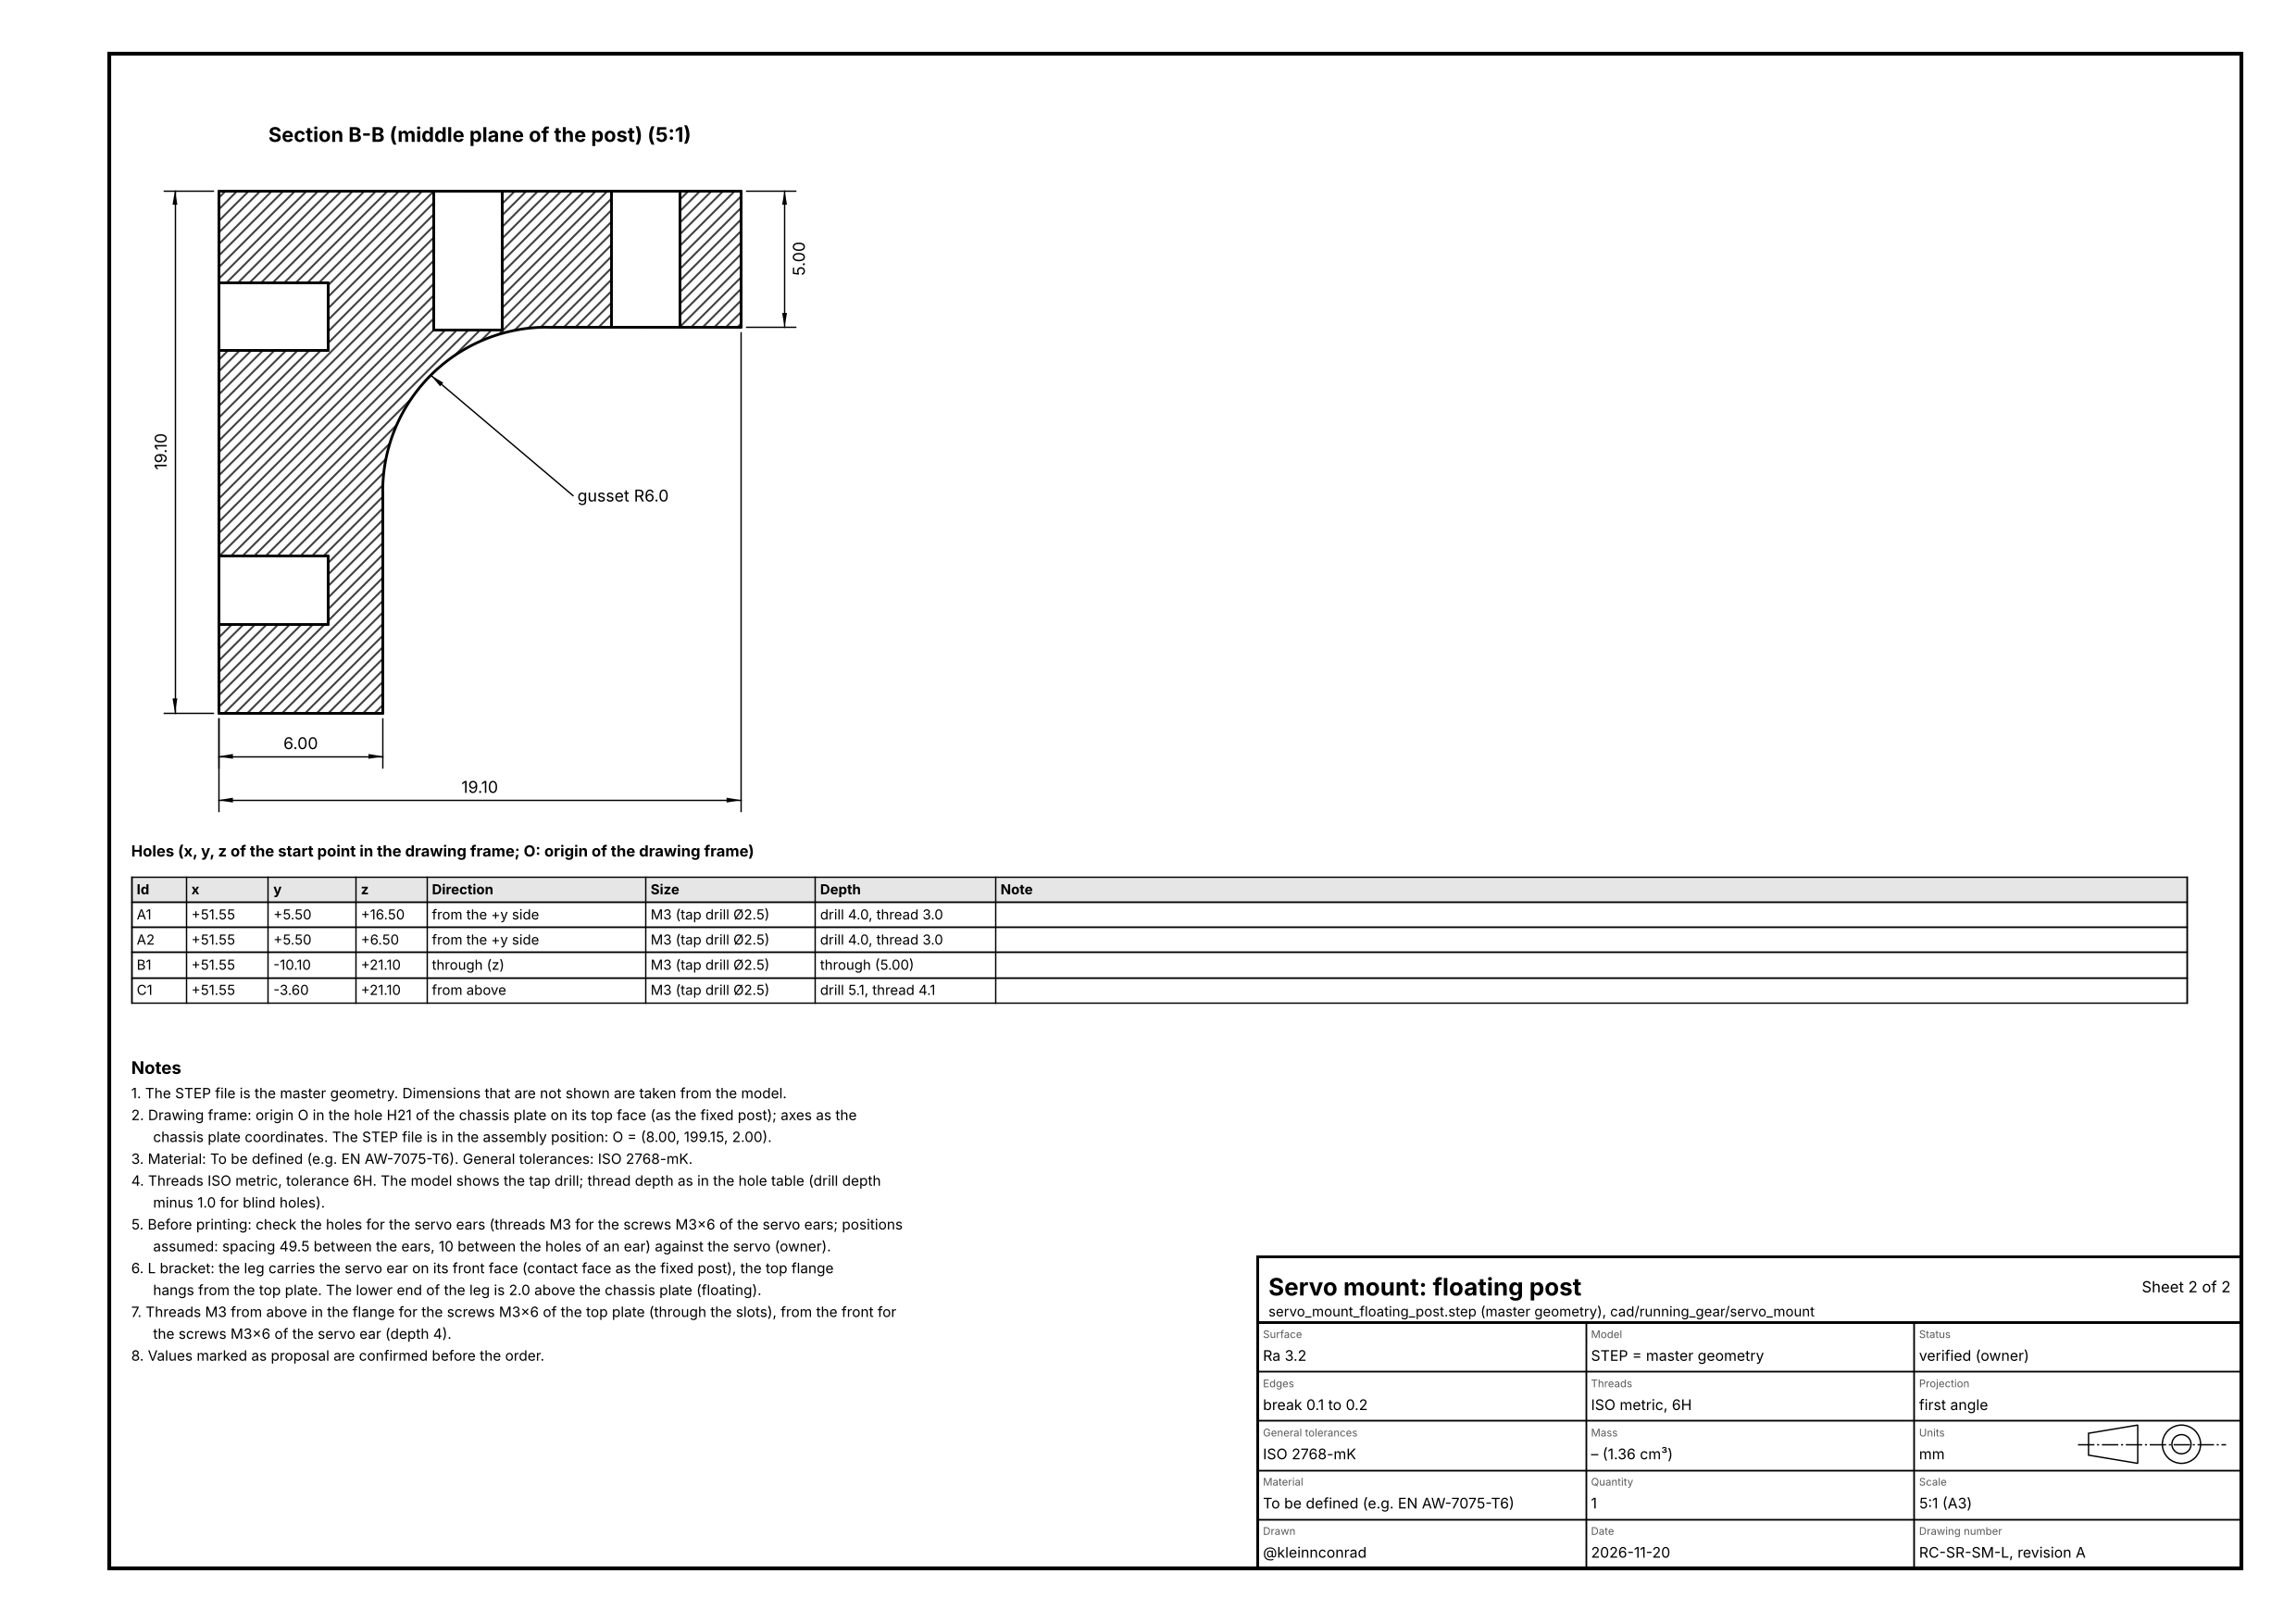 Section B-B (middle plane of the post) (5:1)
5.00
19.10
gusset R6.0
6.00
19.10
Holes (x, y, z of the start point in the drawing frame; O: origin of the drawing frame)
Id x y z Direction Size Depth Note
A1 +51.55 +5.50 +16.50 from the +y side M3 (tap drill Ø2.5) drill 4.0, thread 3.0
A2 +51.55 +5.50 +6.50 from the +y side M3 (tap drill Ø2.5) drill 4.0, thread 3.0
B1 +51.55 -10.10 +21.10 through (z) M3 (tap drill Ø2.5) through (5.00)
C1 +51.55 -3.60 +21.10 from above M3 (tap drill Ø2.5) drill 5.1, thread 4.1
Notes
1. The STEP file is the master geometry. Dimensions that are not shown are taken from the model.
2. Drawing frame: origin O in the hole H21 of the chassis plate on its top face (as the fixed post); axes as the
chassis plate coordinates. The STEP file is in the assembly position: O = (8.00, 199.15, 2.00).
3. Material: To be defined (e.g. EN AW-7075-T6). General tolerances: ISO 2768-mK.
4. Threads ISO metric, tolerance 6H. The model shows the tap drill; thread depth as in the hole table (drill depth
minus 1.0 for blind holes).
5. Before printing: check the holes for the servo ears (threads M3 for the screws M3×6 of the servo ears; positions
assumed: spacing 49.5 between the ears, 10 between the holes of an ear) against the servo (owner).
6. L bracket: the leg carries the servo ear on its front face (contact face as the fixed post), the top flange
hangs from the top plate. The lower end of the leg is 2.0 above the chassis plate (floating).
7. Threads M3 from above in the flange for the screws M3×6 of the top plate (through the slots), from the front for
the screws M3×6 of the servo ear (depth 4).
8. Values marked as proposal are confirmed before the order.
Servo mount: floating post Sheet 2 of 2
servo_mount_floating_post.step (master geometry), cad/running_gear/servo_mount
Surface Model Status
Ra 3.2 STEP = master geometry verified (owner)
Edges Threads Projection
break 0.1 to 0.2 ISO metric, 6H first angle
General tolerances Mass Units
ISO 2768-mK – (1.36 cm³) mm
Material Quantity Scale
To be defined (e.g. EN AW-7075-T6) 1 5:1 (A3)
Drawn Date Drawing number
@kleinnconrad 2026-11-20 RC-SR-SM-L, revision A